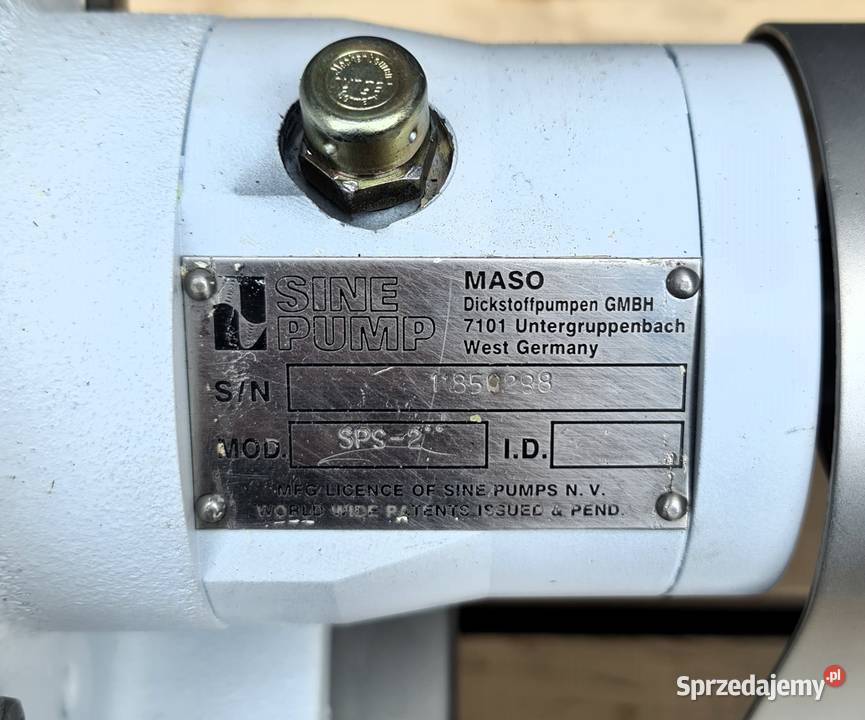 SINE
PUMP
MASO
Dickstoffpumpen GMBH
7101 Untergruppenbach
West Germany
S/N
MOD. SPS-2" I.D.
MFG LICENCE OF SINE PUMPS N. V.
WORLD WIDE PATENTS ISSUED & PEND.
Sprzedajemy.pl